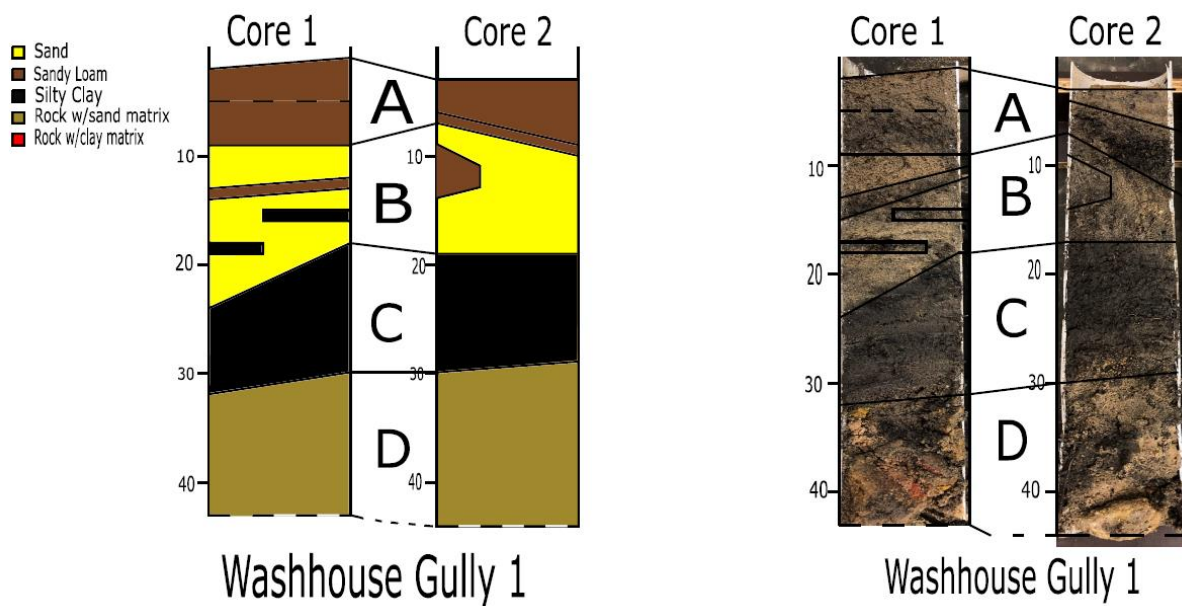 Core 1
Core 2
Sand
Sandy Loam
Silty Clay
Rock w/sand matrix
Rock w/clay matrix
A
B
C
D
10
20
30
40
10
20
30
40
Washhouse Gully 1
Core 1
Core 2
A
B
C
D
10
20
30
40
10
20
30
40
Washhouse Gully 1